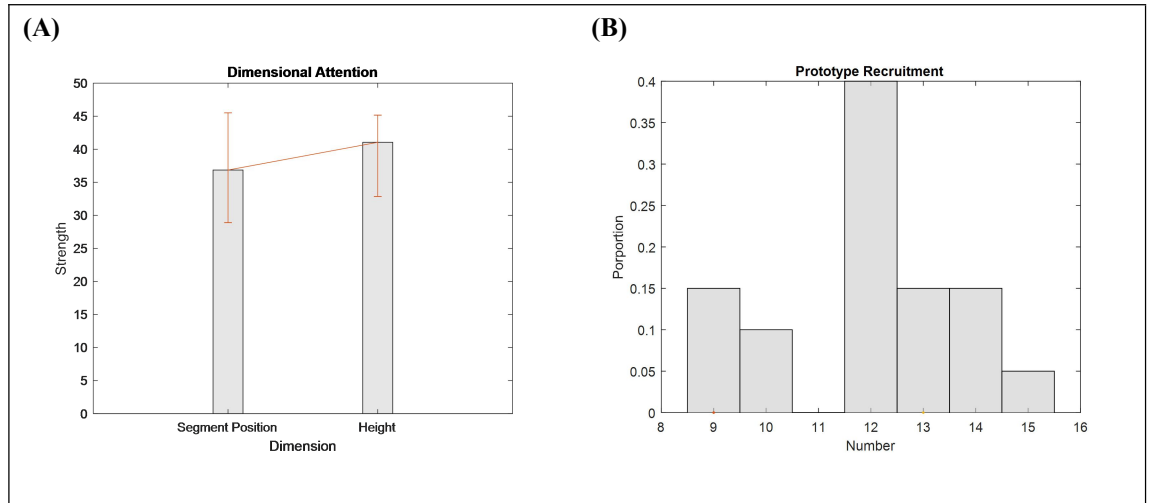 (A)
Dimensional Attention
50
45
40
35
30
25
20
15
10
5
0
Strength
Segment Position Height
Dimension
(B)
Prototype Recruitment
0.4
0.35
0.3
0.25
0.2
0.15
0.1
0.05
0
Porportion
8 9 10 11 12 13 14 15 16
Number